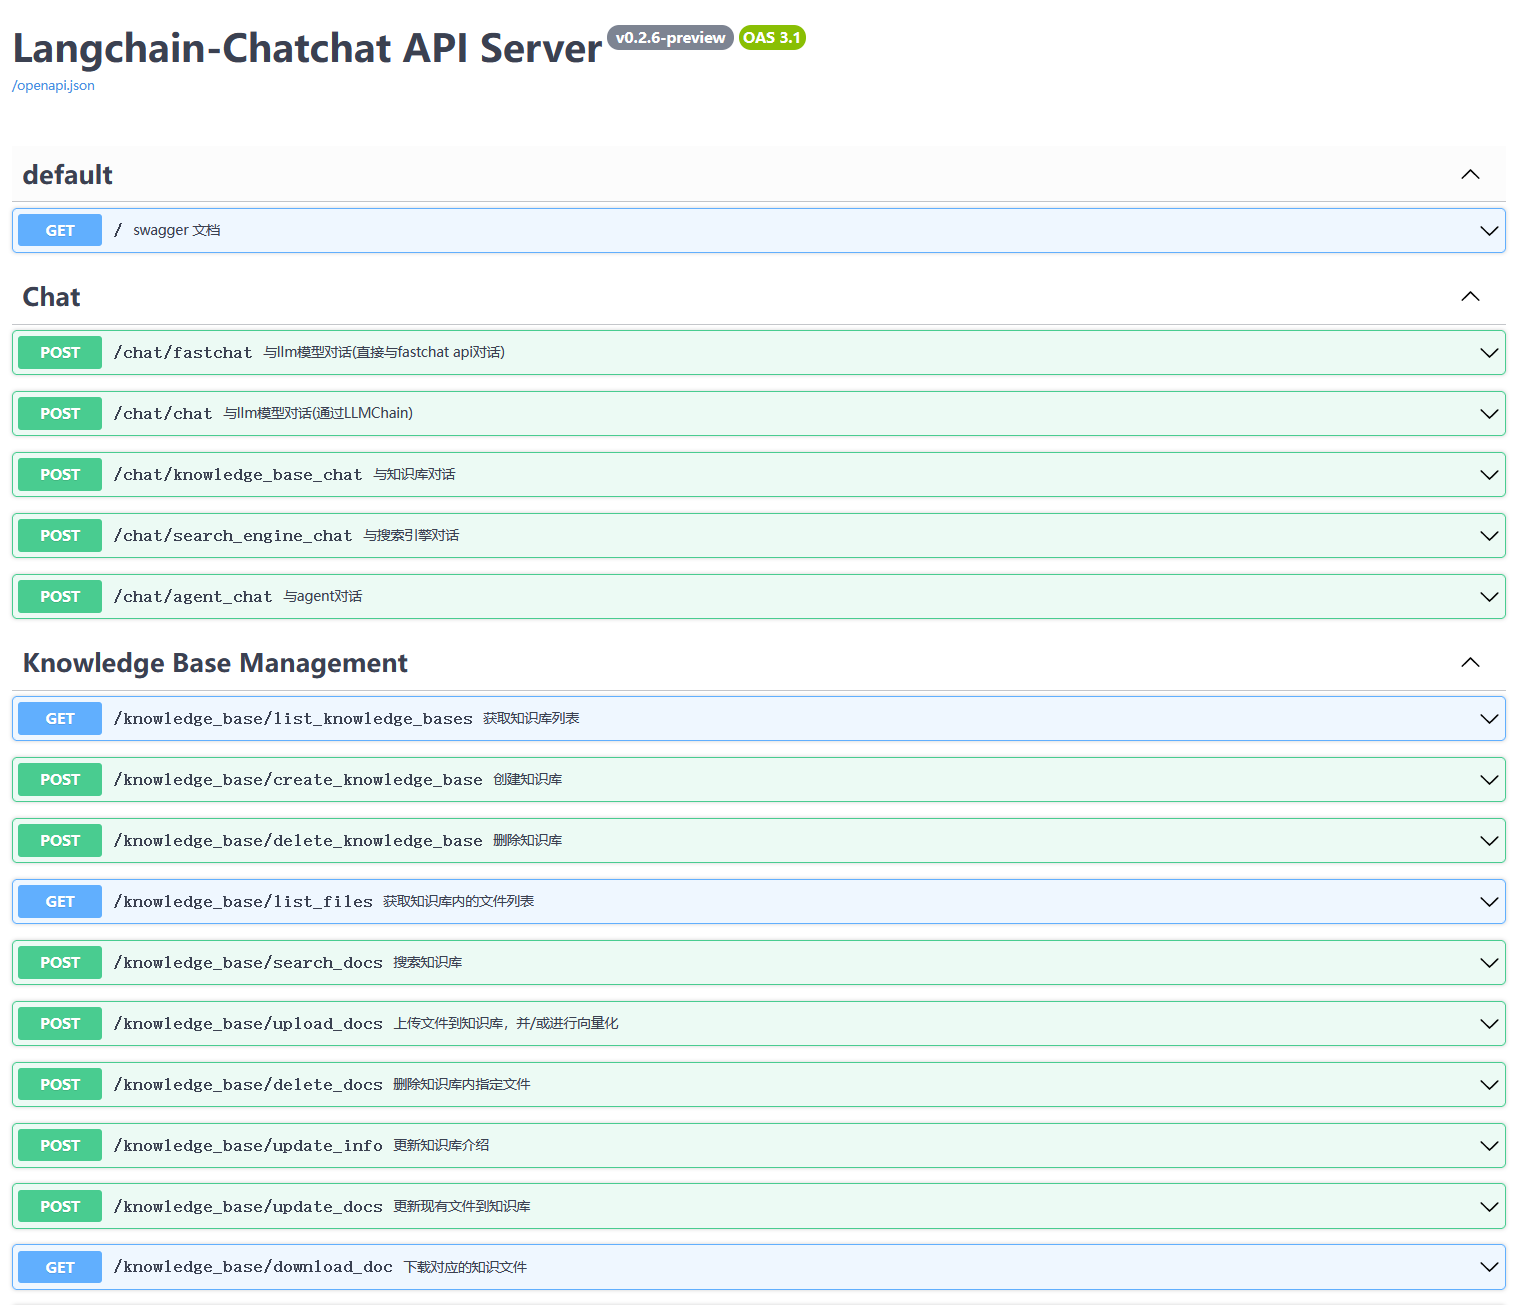 Langchain-Chatchat API Server v0.2.6-preview OAS 3.1
/openapi.json
default
GET / swagger 文档
Chat
POST /chat/fastchat 与llm模型对话(直接与fastchat api对话)
POST /chat/chat 与llm模型对话(通过LLMChain)
POST /chat/knowledge_base_chat 与知识库对话
POST /chat/search_engine_chat 与搜索引擎对话
POST /chat/agent_chat 与agent对话
Knowledge Base Management
GET /knowledge_base/list_knowledge_bases 获取知识库列表
POST /knowledge_base/create_knowledge_base 创建知识库
POST /knowledge_base/delete_knowledge_base 删除知识库
GET /knowledge_base/list_files 获取知识库内的文件列表
POST /knowledge_base/search_docs 搜索知识库
POST /knowledge_base/upload_docs 上传文件到知识库，并/或进行向量化
POST /knowledge_base/delete_docs 删除知识库内指定文件
POST /knowledge_base/update_info 更新知识库介绍
POST /knowledge_base/update_docs 更新现有文件到知识库
GET /knowledge_base/download_doc 下载对应的知识文件